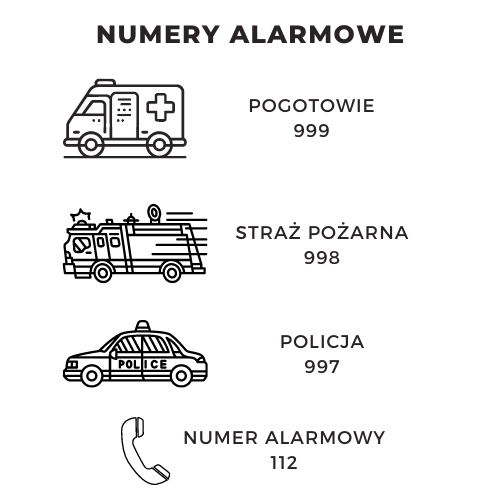 NUMERY ALARMOWE
POGOTOWIE
999
STRAŻ POŻARNA
998
POLICE
POLICJA
997
NUMER ALARMOWY
112